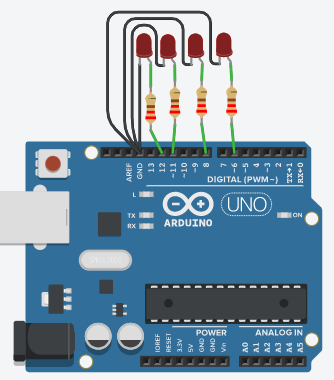 AREF
GND
13
12
~11
~10
~9
8
7
~6
~5
4
~3
2
TX→1
RX←0
DIGITAL (PWM~)
L
TX
RX
ARDUINO
UNO
ON
POWER
ANALOG IN
IOREF
RESET
3.3V
5V
GND
GND
Vin
A0
A1
A2
A3
A4
A5